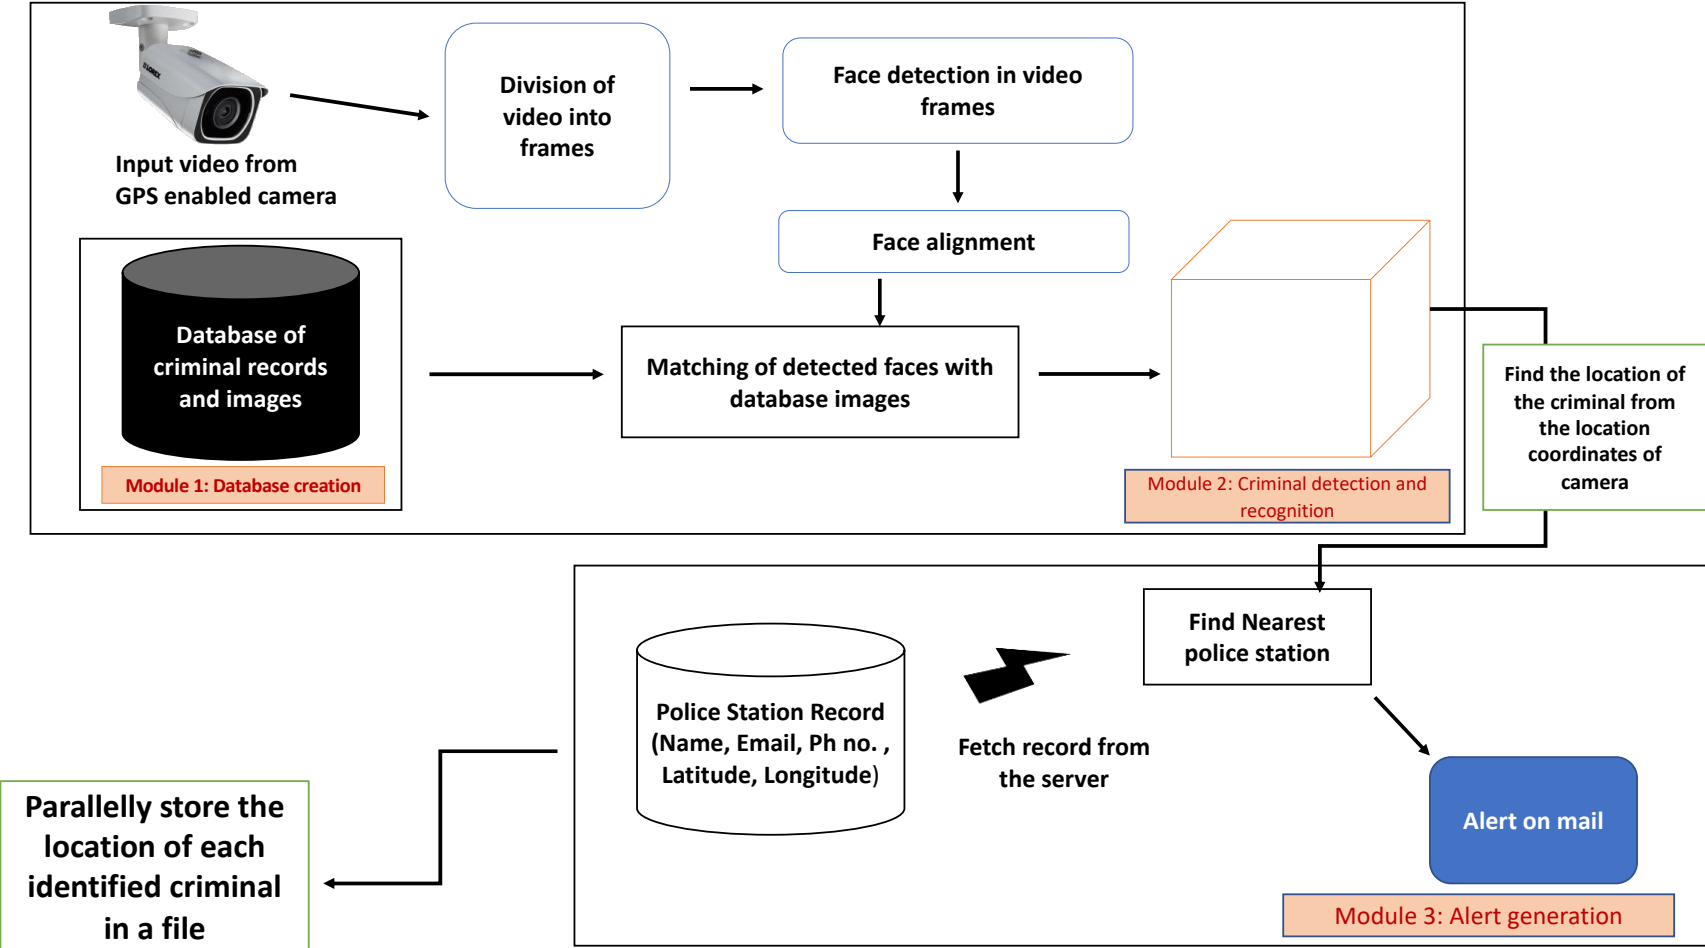 LOREX
Input video from
GPS enabled camera
Division of
video into
frames
Face detection in video
frames
Face alignment
Database of
criminal records
and images
Module 1: Database creation
Matching of detected faces with
database images
Module 2: Criminal detection and
recognition
Find the location of
the criminal from
the location
coordinates of
camera
Find Nearest
police station
Police Station Record
(Name, Email, Ph no. ,
Latitude, Longitude)
Fetch record from
the server
Alert on mail
Module 3: Alert generation
Parallelly store the
location of each
identified criminal
in a file